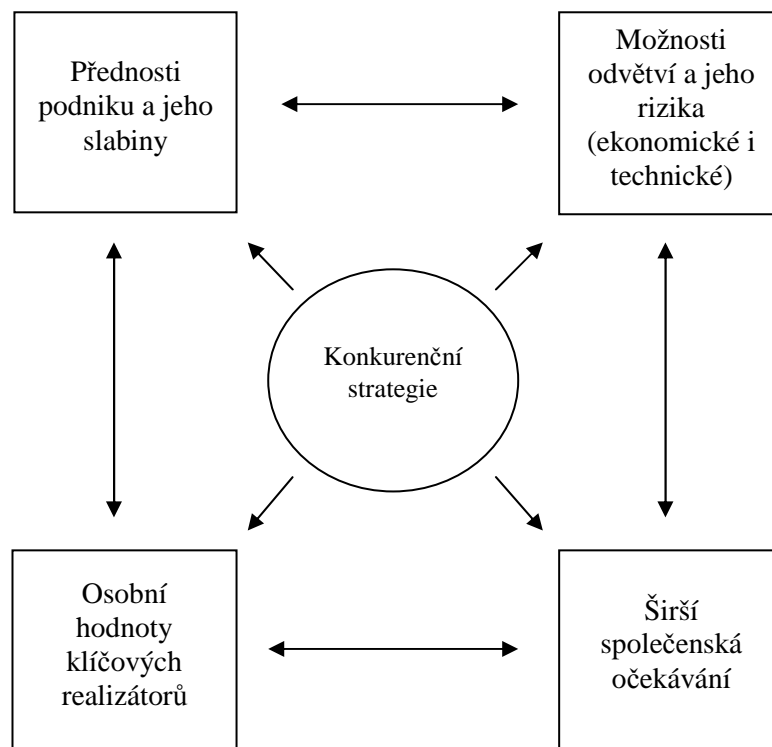 Přednosti
podniku a jeho
slabiny
Možnosti
odvětví a jeho
rizika
(ekonomické i
technické)
Konkurenční
strategie
Osobní
hodnoty
klíčových
realizátorů
Širší
společenská
očekávání